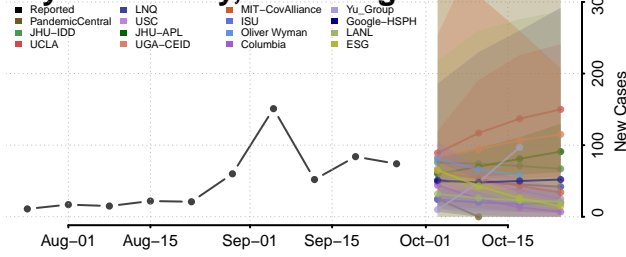 Reported LNQ MIT−CovAlliance Yu_Group
PandemicCentral USC ISU Google−HSPH
JHU−IDD JHU−APL Oliver Wyman LANL
UCLA UGA−CEID Columbia ESG
200
100
0
New Cases
Aug−01 Aug−15 Sep−01 Sep−15 Oct−01 Oct−15